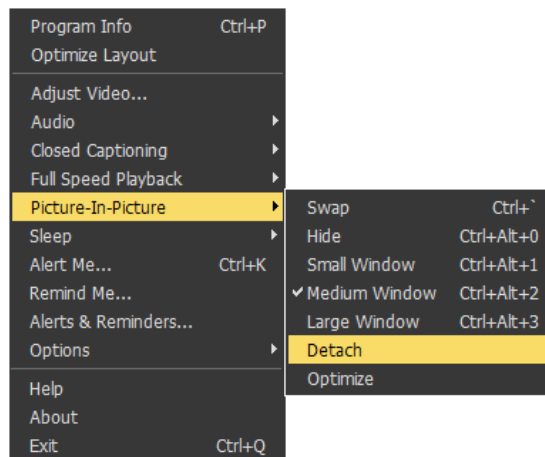 Program Info Ctrl+P
Optimize Layout
Adjust Video...
Audio
Closed Captioning
Full Speed Playback
Picture-In-Picture
Sleep
Alert Me... Ctrl+K
Remind Me...
Alerts & Reminders...
Options
Help
About
Exit Ctrl+Q
Swap Ctrl+`
Hide Ctrl+Alt+0
Small Window Ctrl+Alt+1
Medium Window Ctrl+Alt+2
Large Window Ctrl+Alt+3
Detach
Optimize